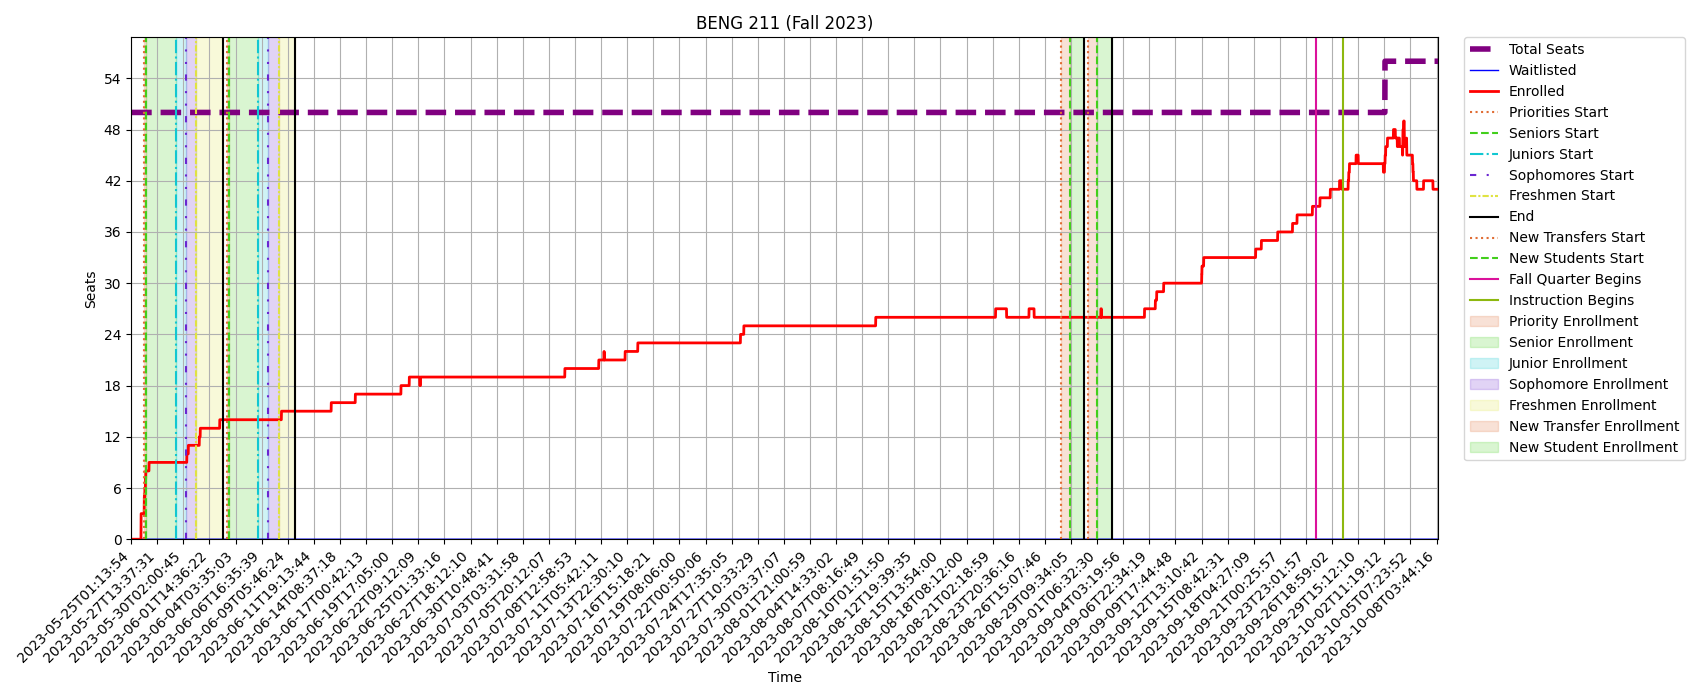 BENG 211 (Fall 2023)
Seats
54
48
42
36
30
24
18
12
6
0
2023-05-25T01:13:54
2023-05-27T13:37:31
2023-05-30T02:00:45
2023-06-01T14:36:22
2023-06-04T03:35:03
2023-06-06T16:35:39
2023-06-09T05:46:24
2023-06-11T19:13:44
2023-06-14T08:37:18
2023-06-17T00:42:13
2023-06-19T17:05:00
2023-06-22T09:12:09
2023-06-25T01:33:16
2023-06-27T18:12:10
2023-06-30T10:48:41
2023-07-03T03:31:58
2023-07-05T20:12:07
2023-07-08T12:58:53
2023-07-11T05:42:11
2023-07-13T22:30:10
2023-07-16T15:18:21
2023-07-19T08:06:00
2023-07-22T00:50:06
2023-07-24T17:35:05
2023-07-27T10:33:29
2023-07-30T03:37:07
2023-08-01T21:00:59
2023-08-04T14:33:02
2023-08-07T08:16:49
2023-08-10T01:51:50
2023-08-12T19:39:35
2023-08-15T13:54:00
2023-08-18T08:12:00
2023-08-21T02:18:59
2023-08-23T20:36:16
2023-08-26T15:07:46
2023-08-29T09:34:05
2023-09-01T06:32:30
2023-09-04T03:19:56
2023-09-06T22:34:19
2023-09-09T17:44:48
2023-09-12T13:10:42
2023-09-15T08:42:31
2023-09-18T04:27:09
2023-09-21T00:25:57
2023-09-23T23:01:57
2023-09-26T18:59:02
2023-09-29T15:12:10
2023-10-02T11:19:12
2023-10-05T07:23:52
2023-10-08T03:44:16
Time
Total Seats
Waitlisted
Enrolled
Priorities Start
Seniors Start
Juniors Start
Sophomores Start
Freshmen Start
End
New Transfers Start
New Students Start
Fall Quarter Begins
Instruction Begins
Priority Enrollment
Senior Enrollment
Junior Enrollment
Sophomore Enrollment
Freshmen Enrollment
New Transfer Enrollment
New Student Enrollment